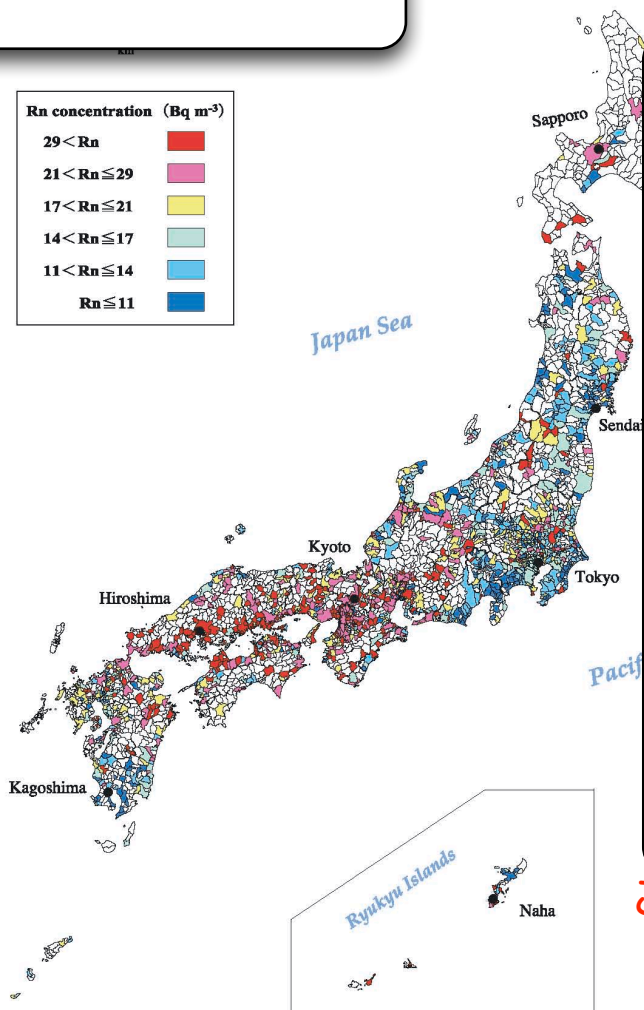 km
Rn concentration (Bq m⁻³)
29＜Rn
21＜Rn≦29
17＜Rn≦21
14＜Rn≦17
11＜Rn≦14
Rn≦11
Sapporo
Japan Sea
Sendai
Kyoto
Tokyo
Hiroshima
Kagoshima
Ryukyu Islands
Naha